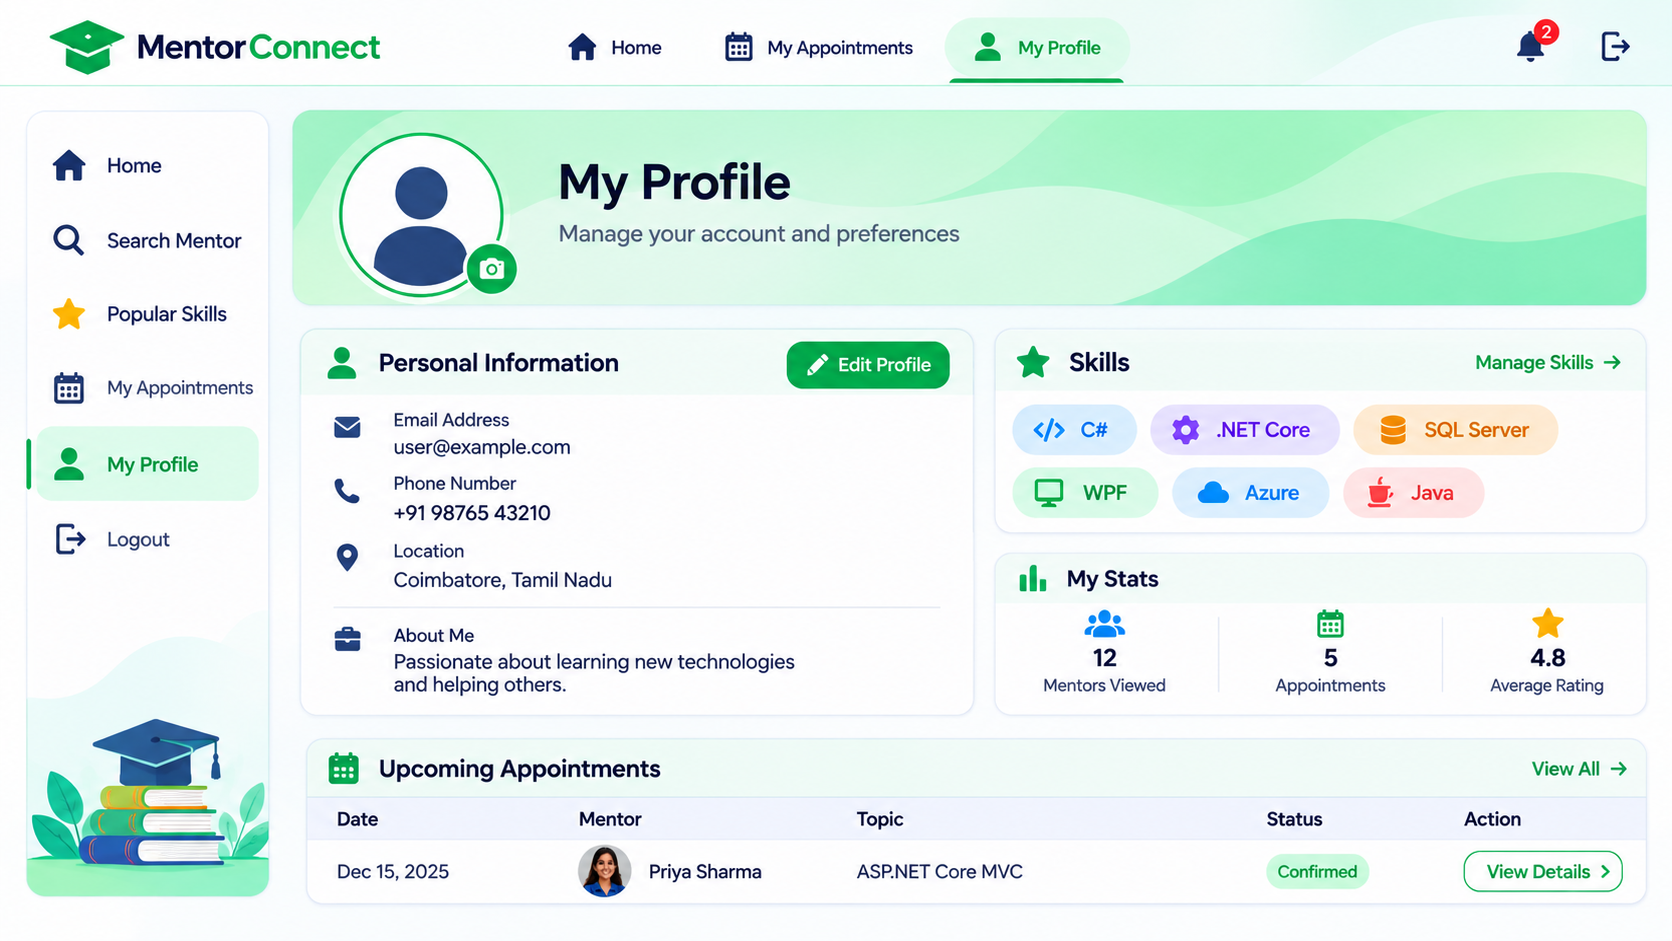 MentorConnect
Home
My Appointments
My Profile
2
Home
Search Mentor
Popular Skills
My Appointments
My Profile
Logout
My Profile
Manage your account and preferences
Personal Information
Edit Profile
Email Address
user@example.com
Phone Number
+91 98765 43210
Location
Coimbatore, Tamil Nadu
About Me
Passionate about learning new technologies
and helping others.
Skills
Manage Skills →
</> C#
.NET Core
SQL Server
WPF
Azure
Java
My Stats
12
Mentors Viewed
5
Appointments
4.8
Average Rating
Upcoming Appointments
View All →
Date Mentor Topic Status Action
Dec 15, 2025 Priya Sharma ASP.NET Core MVC Confirmed View Details >